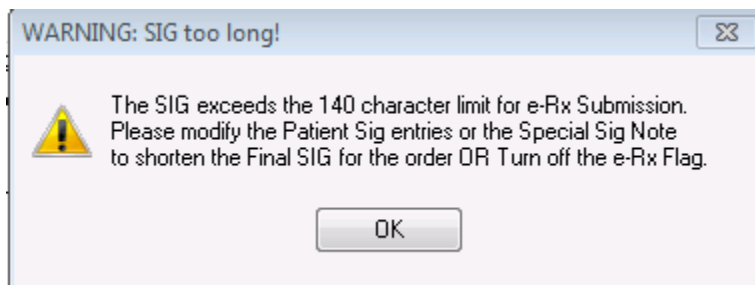 WARNING: SIG too long!
The SIG exceeds the 140 character limit for e-Rx Submission.
Please modify the Patient Sig entries or the Special Sig Note
to shorten the Final SIG for the order OR Turn off the e-Rx Flag.
OK